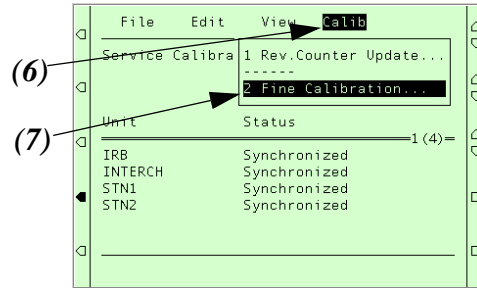 File Edit View Calib
Service Calibra
1 Rev.Counter Update...
------
2 Fine Calibration...
(6)
(7)
Unit Status
1(4)
IRB Synchronized
INTERCH Synchronized
STN1 Synchronized
STN2 Synchronized